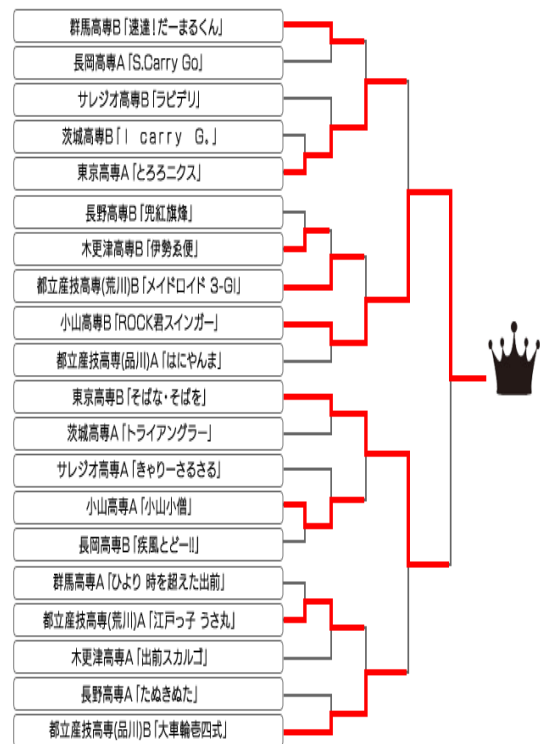 群馬高専B「速達！だーまるくん」
長岡高専A「S.Carry Go」
サレジオ高専B「ラピデリ」
茨城高専B「I carry G。」
東京高専A「とろろニクス」
長野高専B「兜紅旗烽」
木更津高専B「伊勢ゑ便」
都立産技高専(荒川)B「メイドロイド 3-GI」
小山高専B「ROCK君スインガー」
都立産技高専(品川)A「はにやんま」
東京高専B「そばな・そばを」
茨城高専A「トライアングラー」
サレジオ高専A「きゃりーさるさる」
小山高専A「小山小僧」
長岡高専B「疾風とどーII」
群馬高専A「ひより 時を超えた出前」
都立産技高専(荒川)A「江戸っ子 うさ丸」
木更津高専A「出前スカルゴ」
長野高専A「たぬきぬた」
都立産技高専(品川)B「大車輪壱四式」